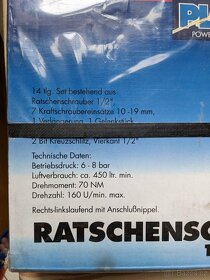 PL
POWE
14 tlg. Set bestehend aus
Ratschenschrauber 1/2",
7 Kraftschraubereinsätze 10 -19 mm,
1 Verlängerung, 1 Gelenkstück,
2 Bit Kreuzschlitz, Vierkant 1/2"
Technische Daten:
Betriebsdruck: 6 - 8 bar
Luftverbrauch: ca. 450 ltr. min.
Drehmoment: 70 NM
Drehzahl: 160 U/min. max.
Rechts-linkslaufend mit Anschlußnippel.
RATSCHENSC